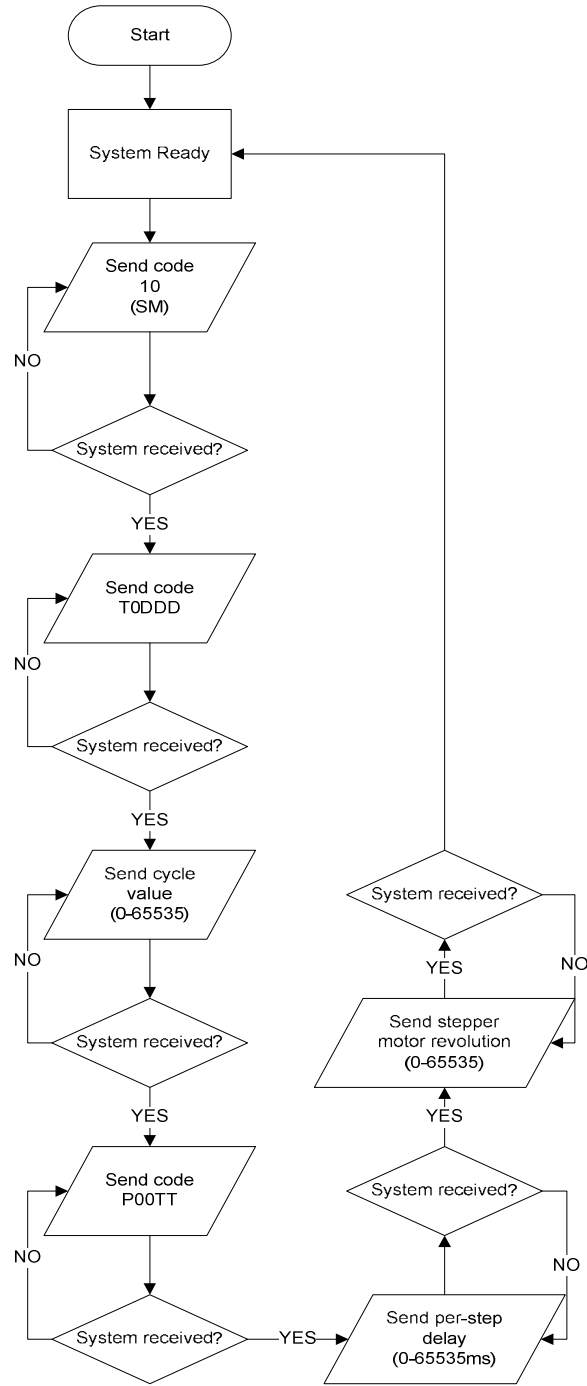 Start
System Ready
Send code
10
(SM)
NO
System received?
YES
Send code
T0DDD
NO
System received?
YES
Send cycle
value
(0-65535)
NO
System received?
YES
Send code
P00TT
NO
System received?
YES
Send per-step
delay
(0-65535ms)
NO
System received?
YES
Send stepper
motor revolution
(0-65535)
NO
YES
System received?